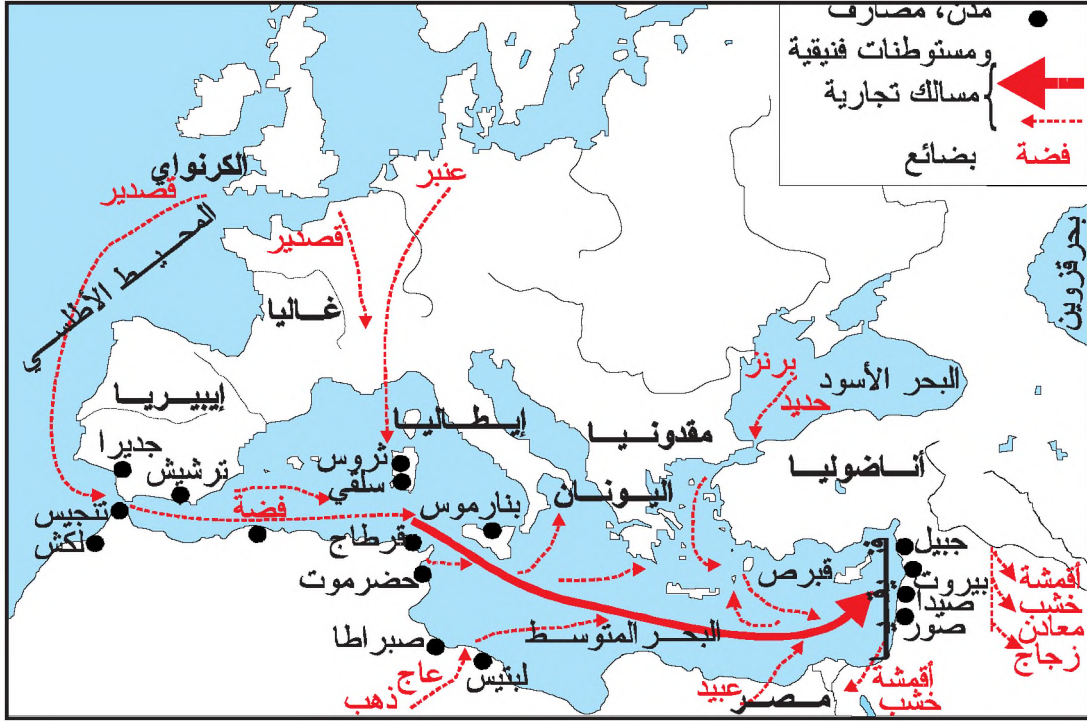 مدن، مصارف
ومستوطنات فنيقية
مسالك تجارية
فضة
بضائع
الكرنواي
قصدير
المحيط الأطلسي
عنبر
قصدير
غاليا
بحر قزوين
برنز
حديد
البحر الأسود
إيبيريا
إيطاليا
مقدونيا
أناضوليا
جديرا
ترشيش
ثروس
سلقي
اليونان
تنجيس
فضة
بنارموس
لكش
قرطاج
قبرص
جبيل
بيروت
صيدا
صور
أقمشة
خشب
معادن
زجاج
حضرموت
صبراطا
البحر المتوسط
لبتيس
عاج
ذهب
عبيد
مصر
أقمشة
خشب